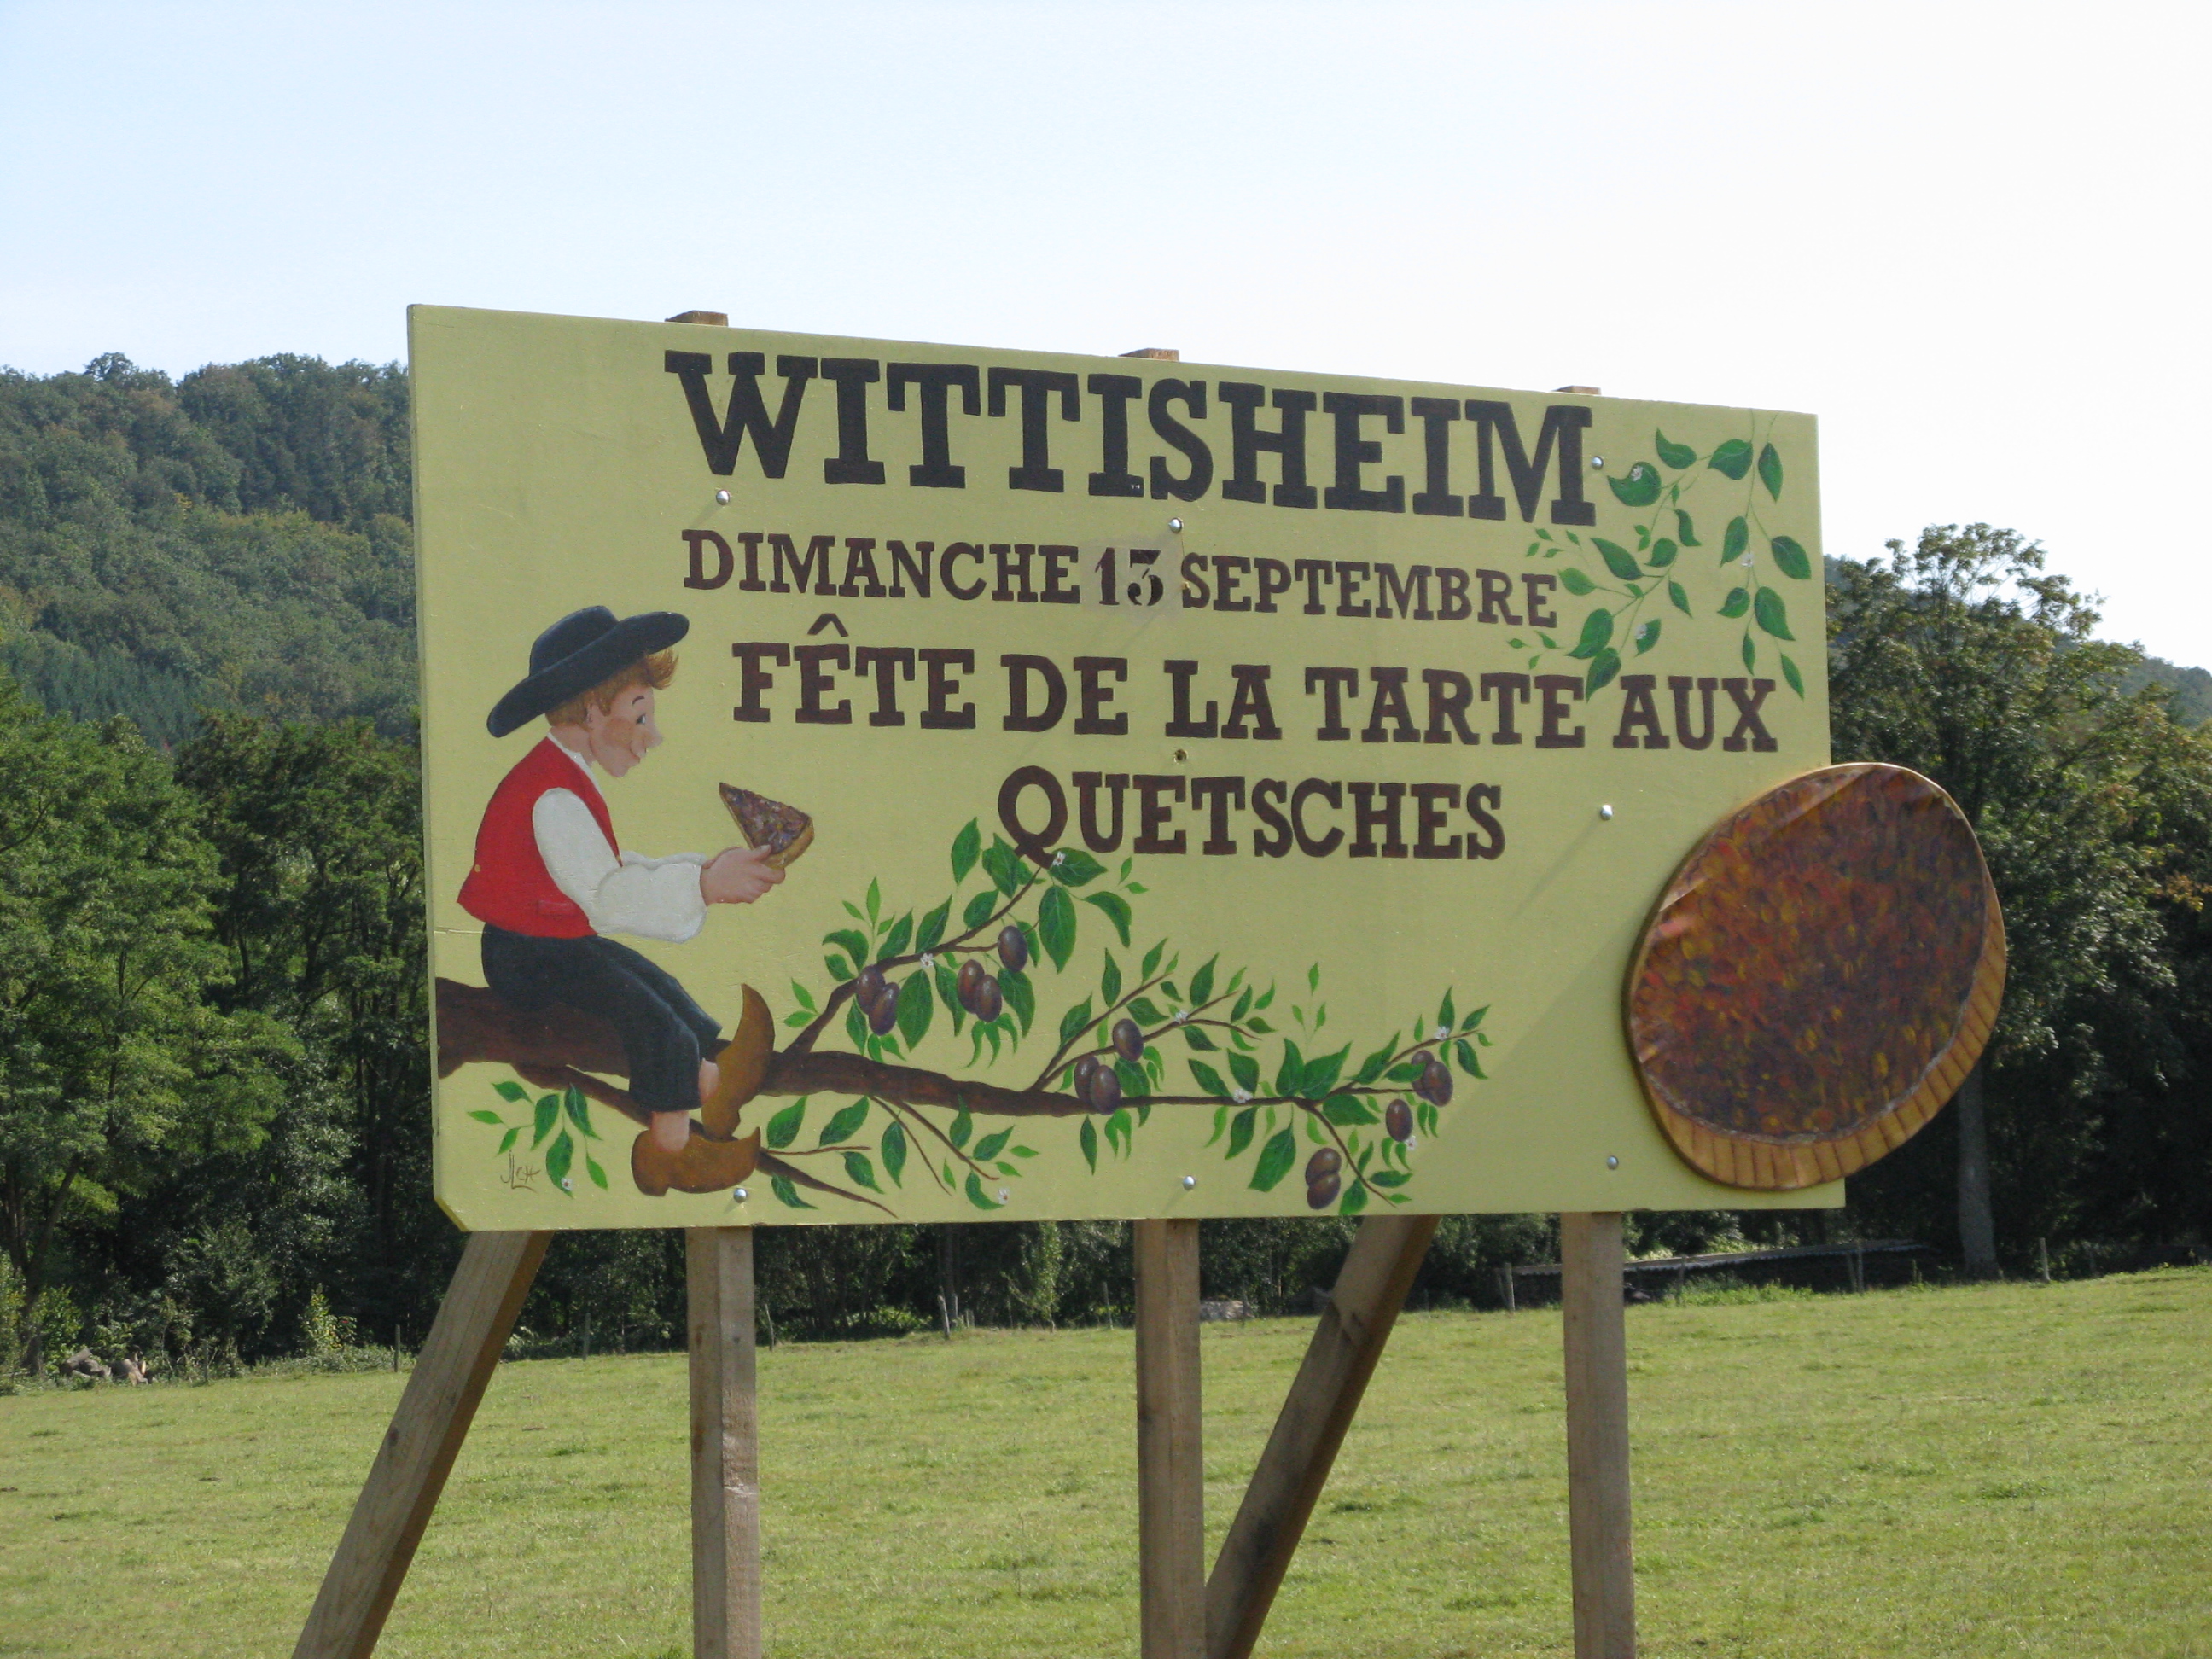 WITTISHEIM
DIMANCHE 13 SEPTEMBRE
FÊTE DE LA TARTE AUX
QUETSCHES